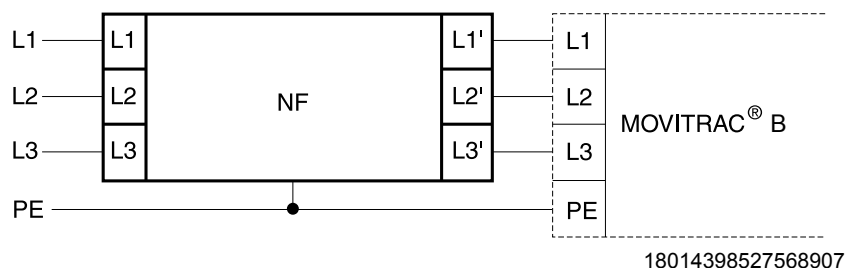 L1 L1 L1' L1
L2 L2 NF L2' L2 MOVITRAC® B
L3 L3 L3' L3
PE PE
18014398527568907